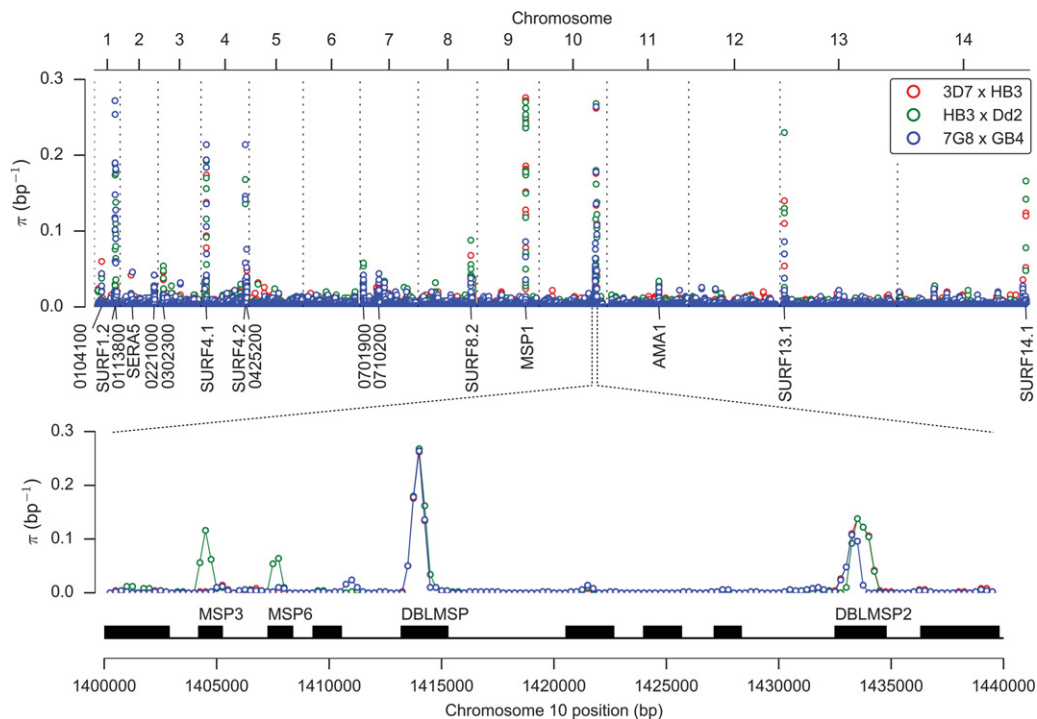 Chromosome
1 2 3 4 5 6 7 8 9 10 11 12 13 14
0.3
0.2
0.1
0.0
π (bp⁻¹)
3D7 x HB3
HB3 x Dd2
7G8 x GB4
0104100
SURF1.2
0113800
SERA5
0221000
0302300
SURF4.1
SURF4.2
0425200
0701900
0710200
SURF8.2
MSP1
AMA1
SURF13.1
SURF14.1
0.3
0.2
0.1
0.0
π (bp⁻¹)
MSP3 MSP6 DBLMSP DBLMSP2
1400000 1405000 1410000 1415000 1420000 1425000 1430000 1435000 1440000
Chromosome 10 position (bp)